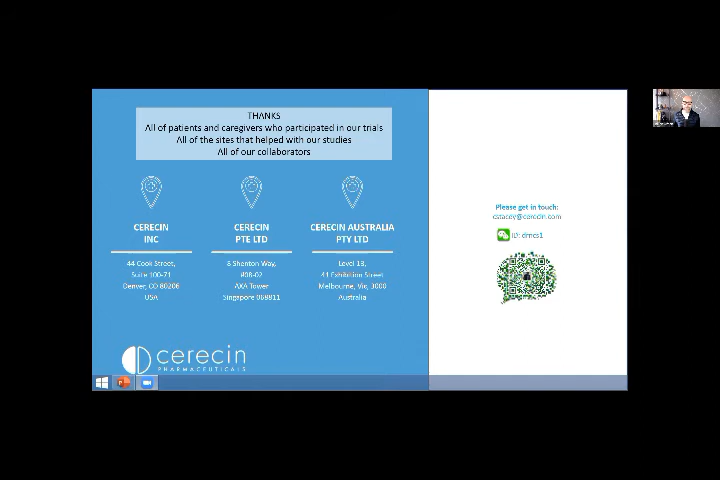 THANKS
All of patients and caregivers who participated in our trials
All of the sites that helped with our studies
All of our collaborators
CERECIN
INC
44 Cook Street,
Suite 100-71
Denver, CO 80206
USA
CERECIN
PTE LTD
8 Shenton Way,
#08-02
AXA Tower
Singapore 068811
CERECIN AUSTRALIA
PTY LTD
Level 13,
41 Exhibition Street
Melbourne, Vic, 3000
Australia
cerecin
PHARMACEUTICALS
Please get in touch:
cstacey@cerecin.com
ID: drncs1